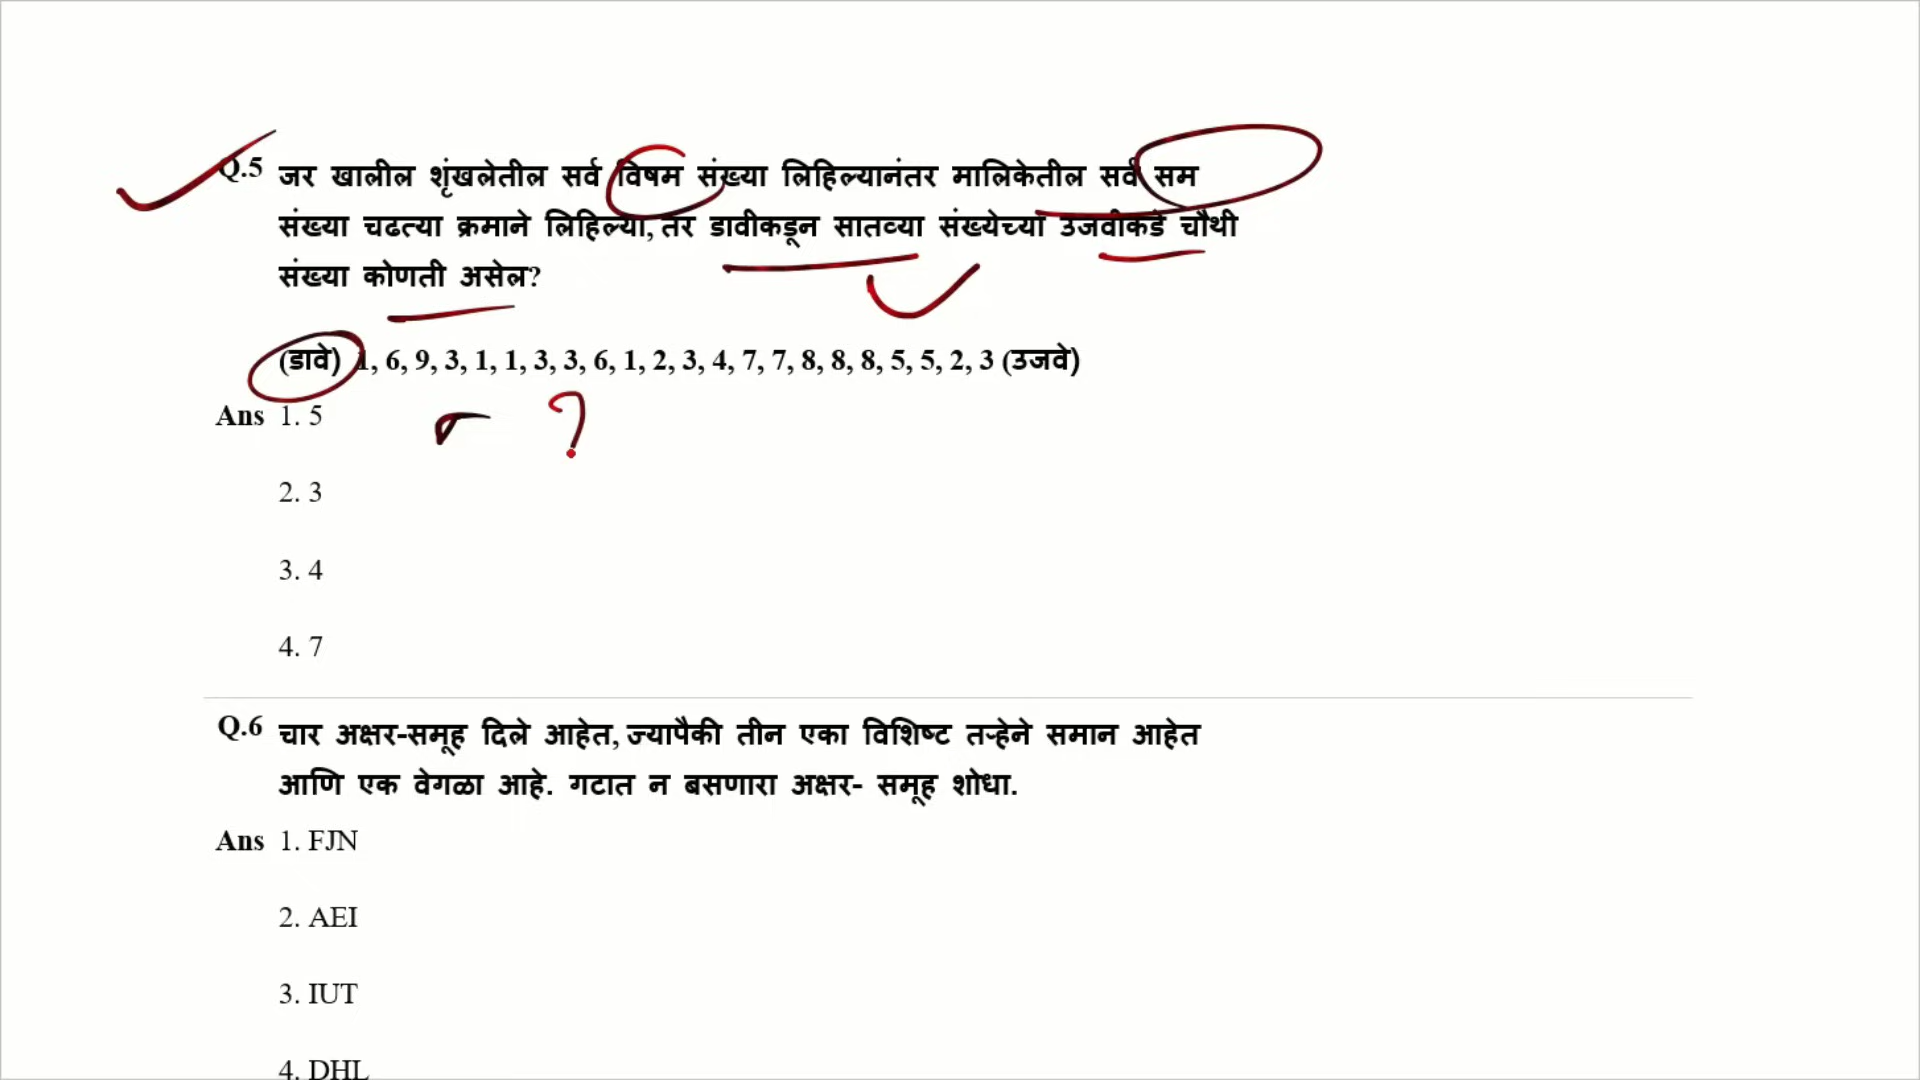 Q.5 जर खालील शृंखलेतील सर्व विषम संख्या लिहिल्यानंतर मालिकेतील सर्व सम
संख्या चढत्या क्रमाने लिहिल्या, तर डावीकडून सातव्या संख्येच्या उजवीकडे चौथी
संख्या कोणती असेल?
(डावे) 1, 6, 9, 3, 1, 1, 3, 3, 6, 1, 2, 3, 4, 7, 7, 8, 8, 8, 5, 5, 2, 3 (उजवे)
Ans 1. 5
?
2. 3
3. 4
4. 7
Q.6 चार अक्षर-समूह दिले आहेत, ज्यापैकी तीन एका विशिष्ट तऱ्हेने समान आहेत
आणि एक वेगळा आहे. गटात न बसणारा अक्षर- समूह शोधा.
Ans 1. FJN
2. AEI
3. IUT
4. DHL